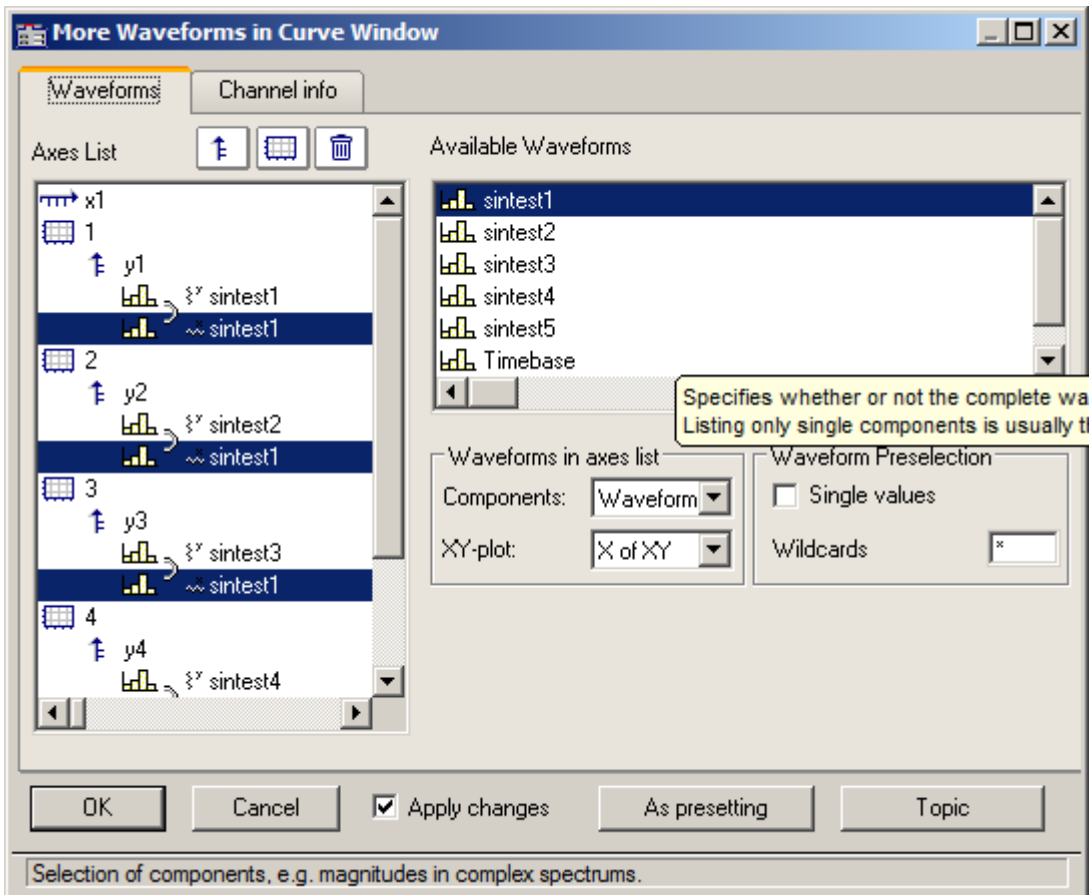 More Waveforms in Curve Window
Waveforms Channel info
Axes List
Available Waveforms
x1
1
y1
sintest1
sintest1
2
y2
sintest2
sintest1
3
y3
sintest3
sintest1
4
y4
sintest4
sintest1
sintest2
sintest3
sintest4
sintest5
Timebase
Specifies whether or not the complete wa
Listing only single components is usually t
Waveforms in axes list
Components: Waveform
XY-plot: X of XY
Waveform Preselection
Single values
Wildcards *
OK Cancel Apply changes As presetting Topic
Selection of components, e.g. magnitudes in complex spectrums.